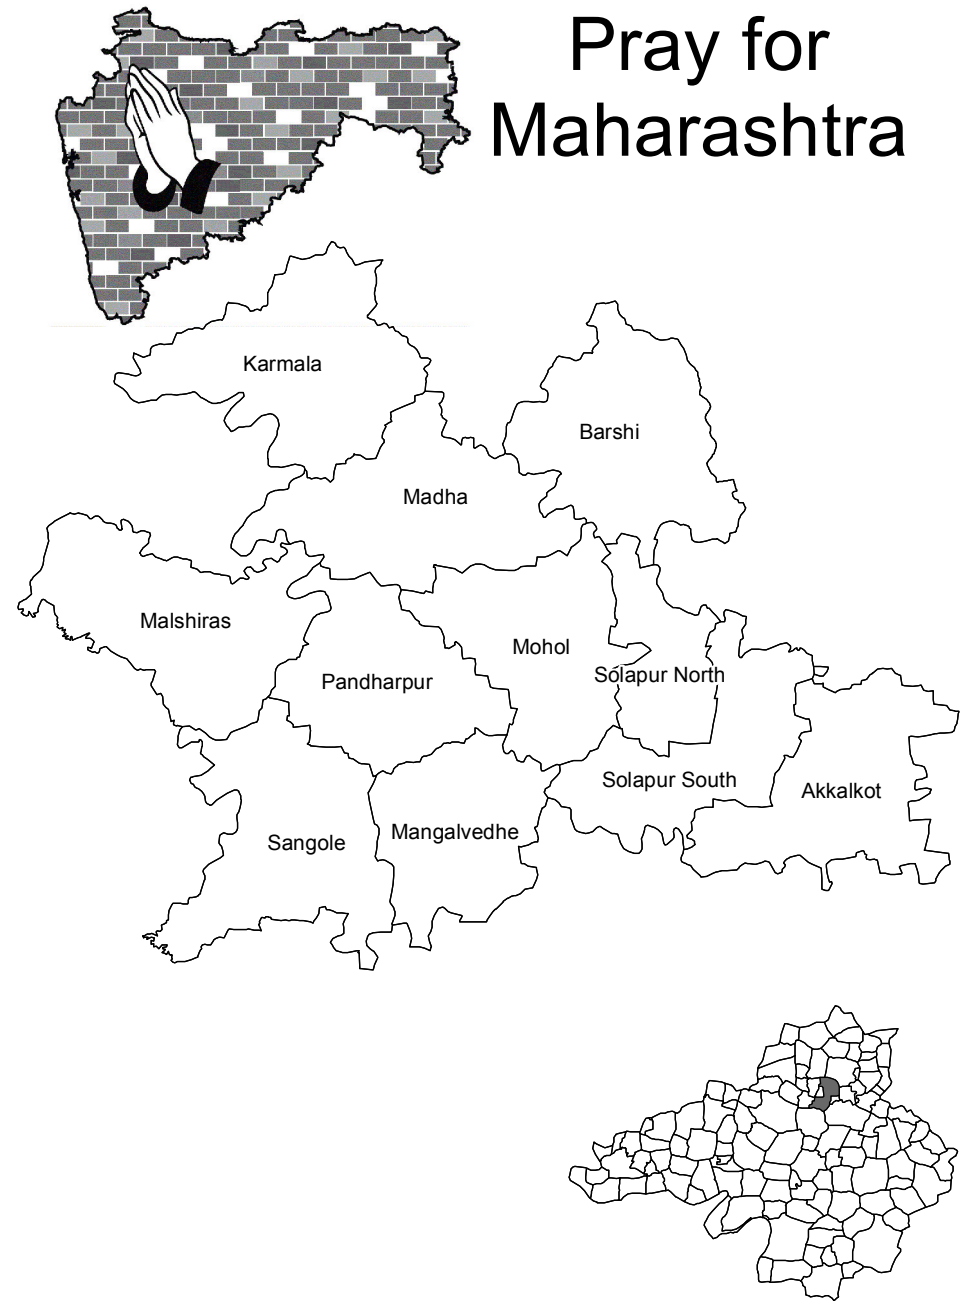 Pray for
Maharashtra
Karmala
Barshi
Madha
Malshiras
Mohol
Solapur North
Pandharpur
Solapur South
Akkalkot
Mangalvedhe
Sangole